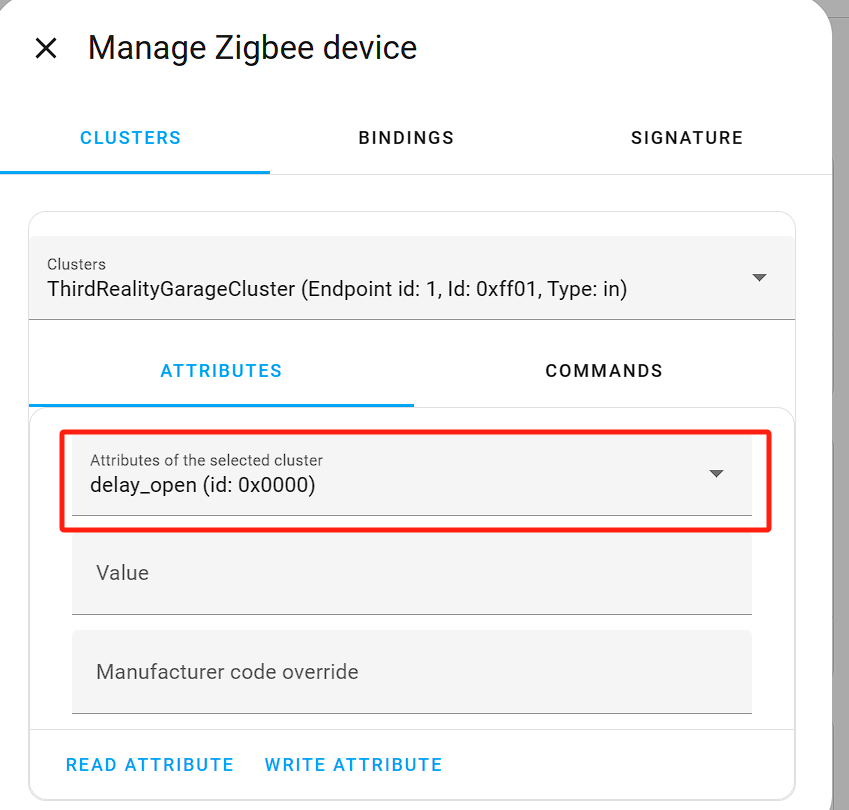 Manage Zigbee device
CLUSTERS
BINDINGS
SIGNATURE
Clusters
ThirdRealityGarageCluster (Endpoint id: 1, Id: 0xff01, Type: in)
ATTRIBUTES
COMMANDS
Attributes of the selected cluster
delay_open (id: 0x0000)
Value
Manufacturer code override
READ ATTRIBUTE
WRITE ATTRIBUTE